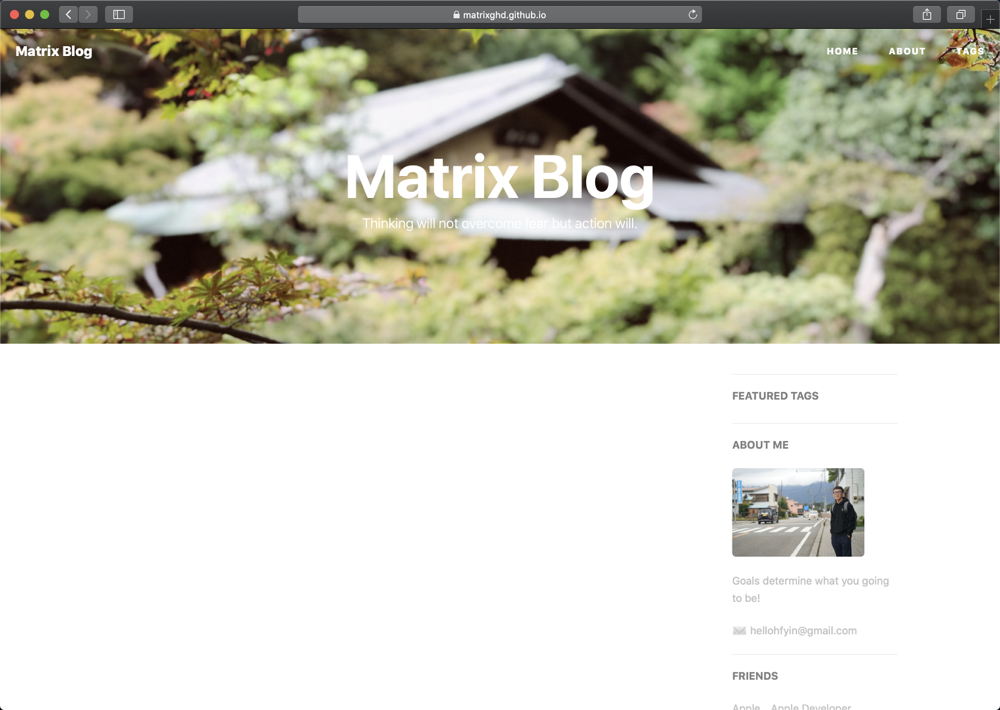 matrixghd.github.io
Matrix Blog
HOME ABOUT TAGS
Matrix Blog
Thinking will not overcome fear but action will.
FEATURED TAGS
ABOUT ME
Goals determine what you going
to be!
hellohfyin@gmail.com
FRIENDS
Apple Apple Developer